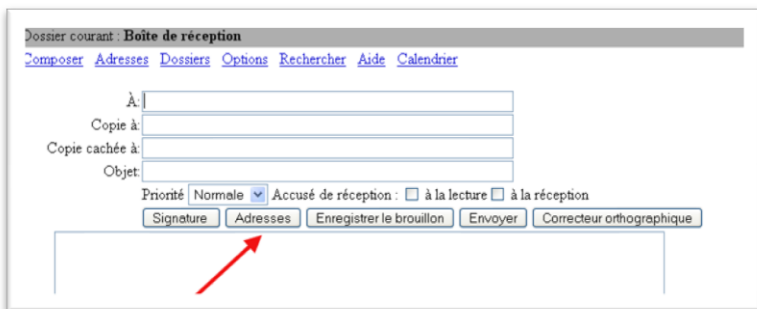 Dossier courant : Boîte de réception
Composer Adresses Dossiers Options Rechercher Aide Calendrier
À:
Copie à:
Copie cachée à:
Objet:
Priorité Normale Accusé de réception : à la lecture à la réception
Signature Adresses Enregistrer le brouillon Envoyer Correcteur orthographique